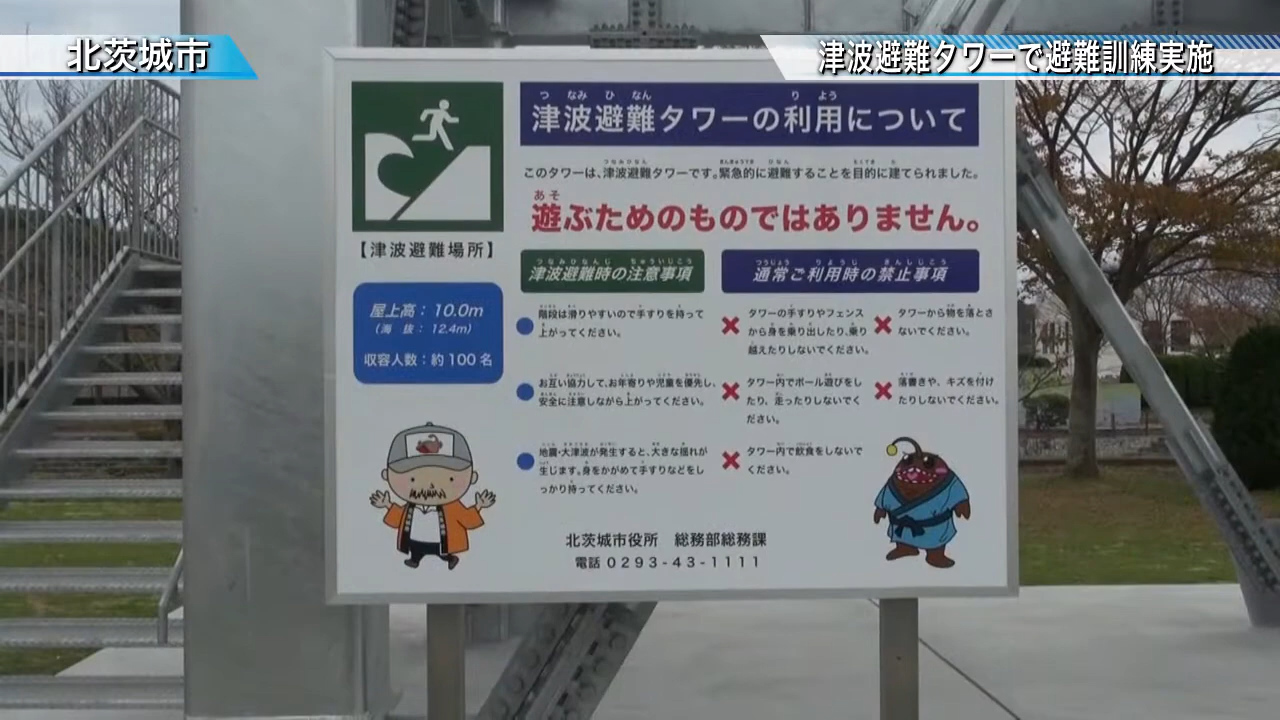 北茨城市
津波避難タワーで避難訓練実施
津波避難タワーの利用について
このタワーは、津波避難タワーです。緊急的に避難することを目的に建てられました。
遊ぶためのものではありません。
【津波避難場所】
屋上高：10.0m
（海 抜：12.4m）
収容人数：約100名
津波避難時の注意事項
階段は滑りやすいので手すりを持って
上がってください。
お互い協力して、お年寄りや児童を優先し、
安全に注意しながら上がってください。
地震・大津波が発生すると、大きな揺れが
生じます。身をかがめて手すりなどをし
っかり持ってください。
通常ご利用時の禁止事項
タワーの手すりやフェンス
から身を乗り出したり、乗り
越えたりしないでください。
タワー内でボール遊びをし
たり、走ったりしないでく
ださい。
タワー内で飲食をしないで
ください。
タワーから物を落とさ
ないでください。
落書きや、キズを付け
たりしないでください。
北茨城市役所　総務部総務課
電話 0293-43-1111